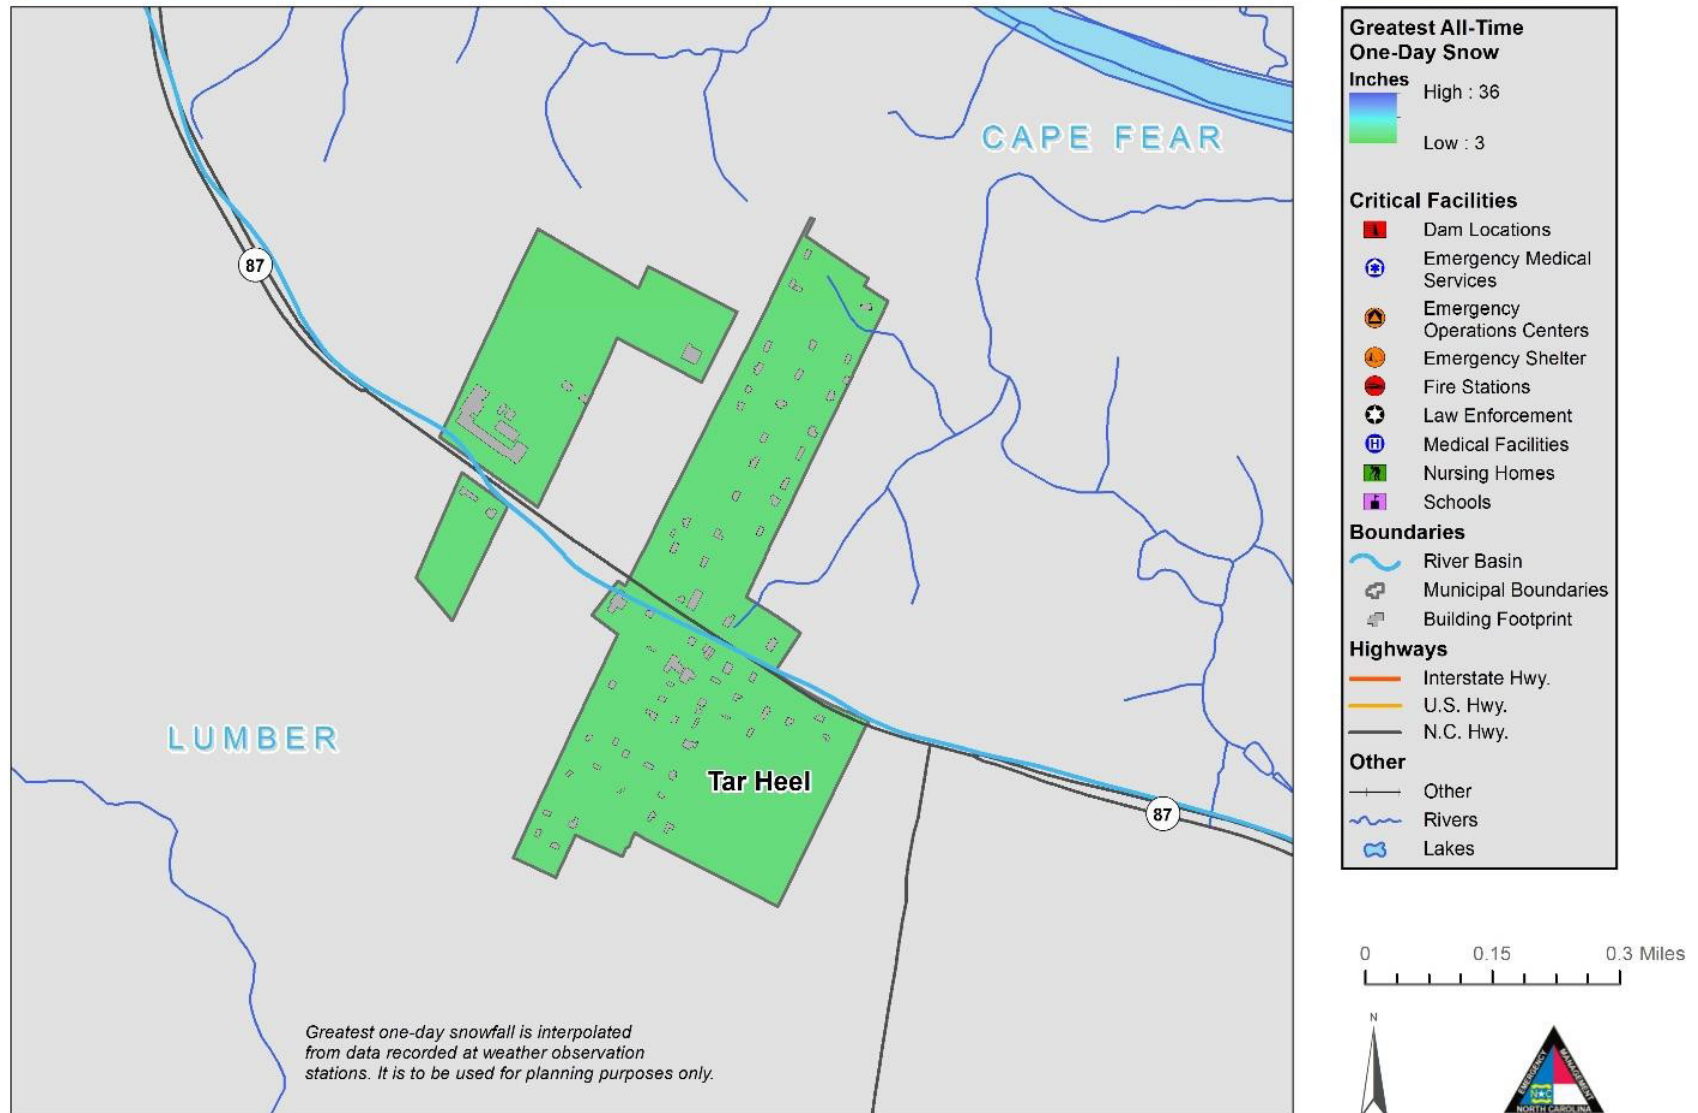 CAPE FEAR
87
LUMBER
Tar Heel
87
Greatest one-day snowfall is interpolated
from data recorded at weather observation
stations. It is to be used for planning purposes only.
Greatest All-Time
One-Day Snow
Inches
High : 36
Low : 3
Critical Facilities
Dam Locations
Emergency Medical
Services
Emergency
Operations Centers
Emergency Shelter
Fire Stations
Law Enforcement
H
Medical Facilities
Nursing Homes
Schools
Boundaries
River Basin
Municipal Boundaries
Building Footprint
Highways
Interstate Hwy.
U.S. Hwy.
N.C. Hwy.
Other
Other
Rivers
Lakes
0 0.15 0.3 Miles
N
EMERGENCY
MANAGEMENT
N C
NORTH CAROLINA